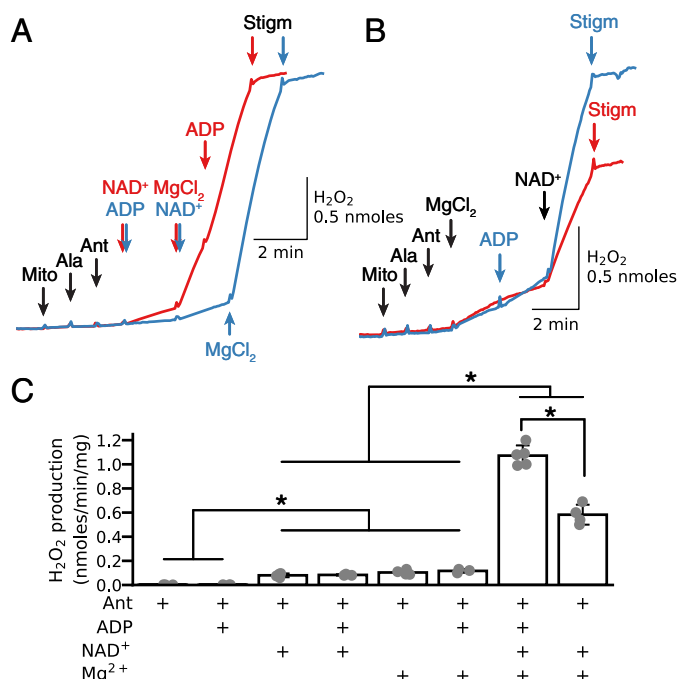 A
Stigm
ADP
NAD⁺ MgCl₂
ADP NAD⁺
Mito Ala Ant
MgCl₂
H₂O₂
0.5 nmoles
2 min
B
Stigm
Stigm
NAD⁺
MgCl₂
ADP
Ant
Ala
Mito
H₂O₂
0.5 nmoles
2 min
C
H₂O₂ production
(nmoles/min/mg)
1.2
1.0
0.8
0.6
0.4
0.2
0.0
* * *
Ant + + + + + + + +
ADP + + + +
NAD⁺ + + + +
Mg²⁺ + + + +